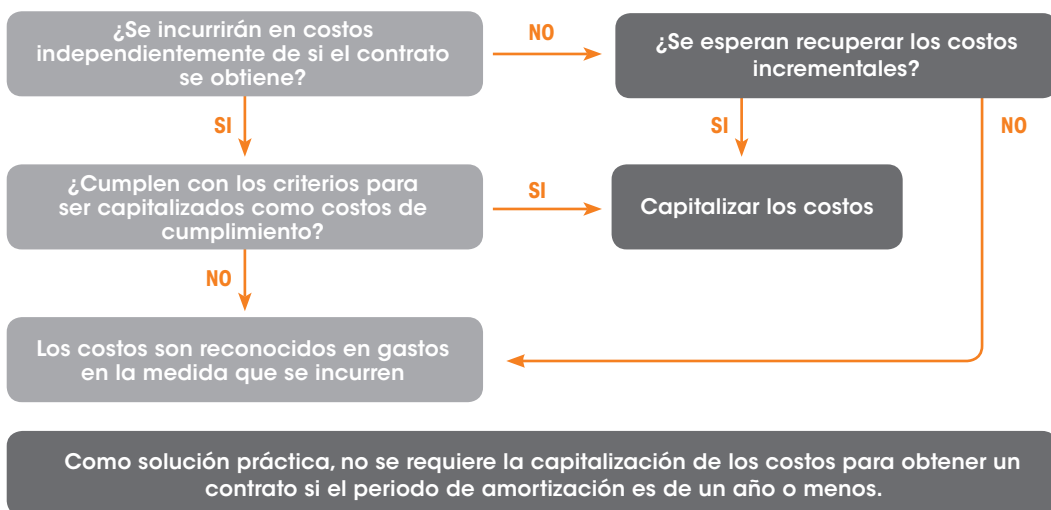 ¿Se incurrirán en costos
independientemente de si el contrato
se obtiene?
NO
¿Se esperan recuperar los costos
incrementales?
SI
SI
NO
¿Cumplen con los criterios para
ser capitalizados como costos de
cumplimiento?
SI
Capitalizar los costos
NO
Los costos son reconocidos en gastos
en la medida que se incurren
Como solución práctica, no se requiere la capitalización de los costos para obtener un
contrato si el periodo de amortización es de un año o menos.